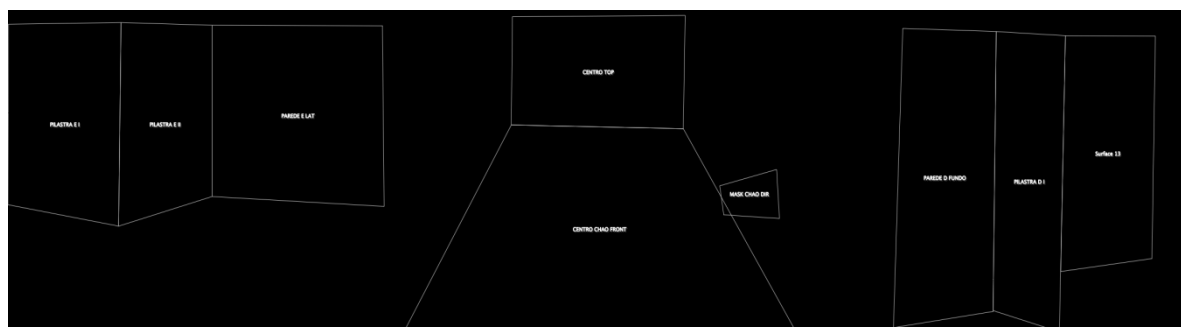 PILASTRA E I
PILASTRA E II
PAREDE E LAT
CENTRO TOP
MASK CHAO DIR
CENTRO CHAO FRONT
PAREDE D FUNDO
PILASTRA D I
Surface 13